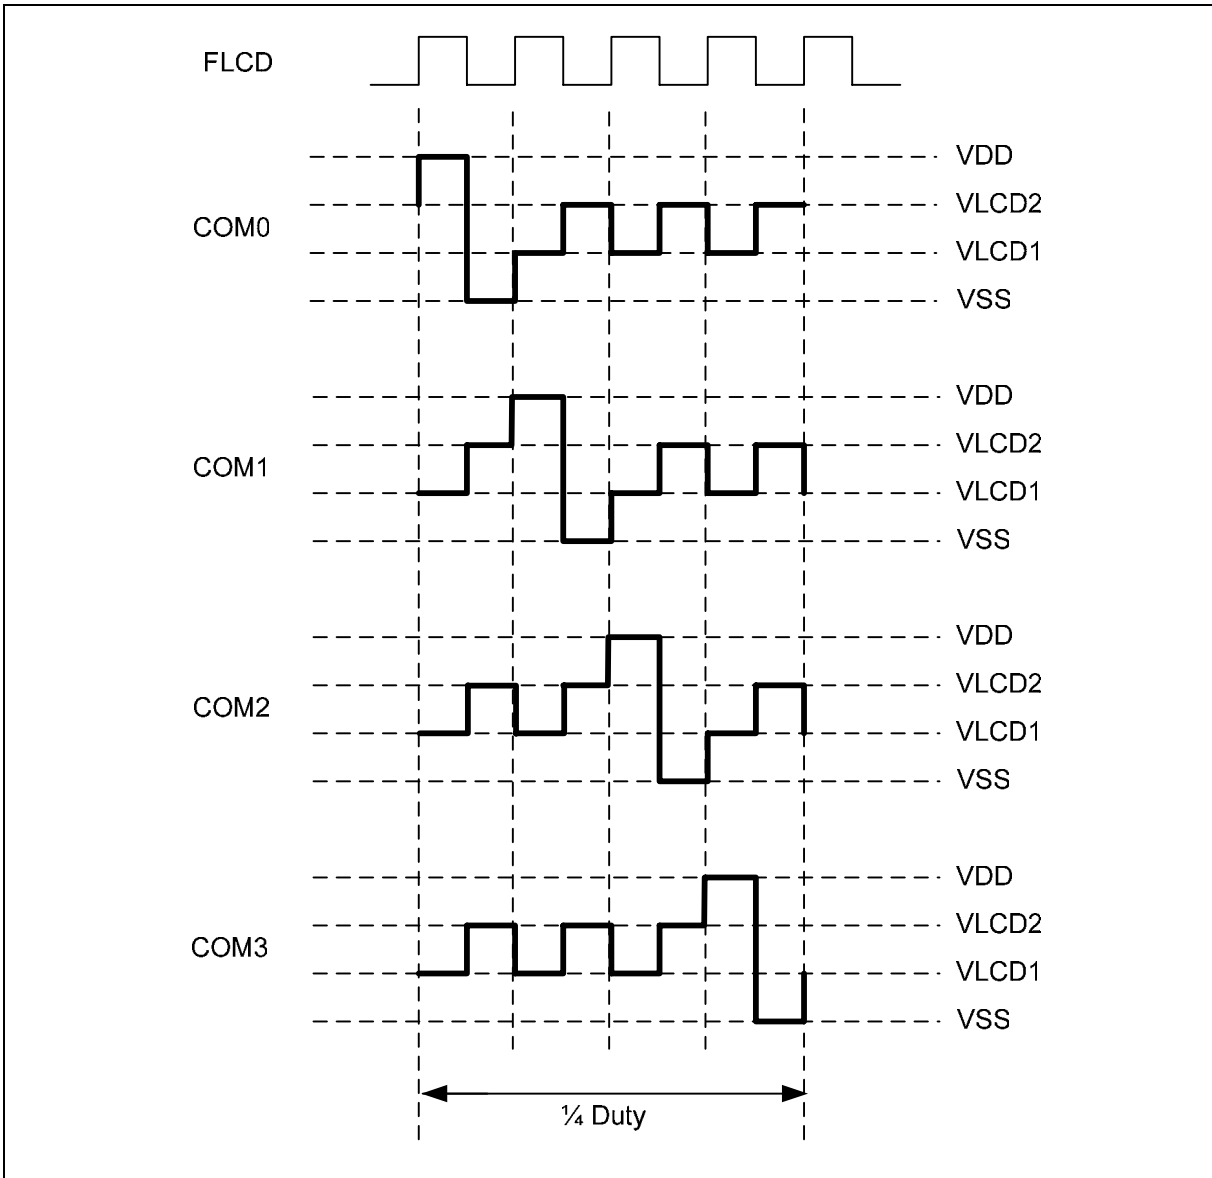 FLCD
VDD
VLCD2
COM0
VLCD1
VSS
VDD
VLCD2
COM1
VLCD1
VSS
VDD
VLCD2
COM2
VLCD1
VSS
VDD
VLCD2
COM3
VLCD1
VSS
¼ Duty